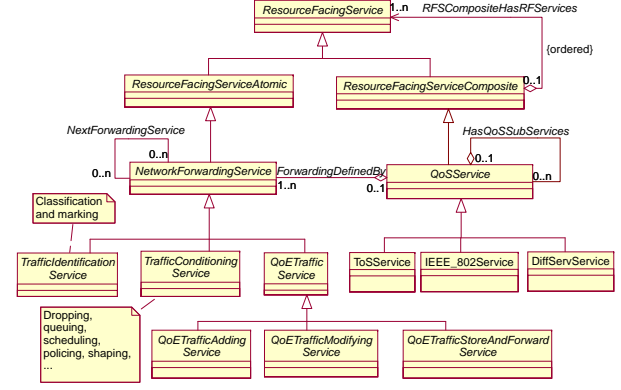 ResourceFacingService
1..n
RFSCompositeHasRFServices
{ordered}
0..1
ResourceFacingServiceAtomic
ResourceFacingServiceComposite
NextForwardingService
0..n
0..n
HasQoSSubServices
0..1
0..n
NetworkForwardingService
ForwardingDefinedBy
1..n
0..1
QoSService
Classification
and marking
TrafficIdentification
Service
TrafficConditioning
Service
QoETraffic
Service
ToSService
IEEE_802Service
DiffServService
Dropping,
queuing,
scheduling,
policing, shaping,
...
QoETrafficAdding
Service
QoETrafficModifying
Service
QoETrafficStoreAndForward
Service